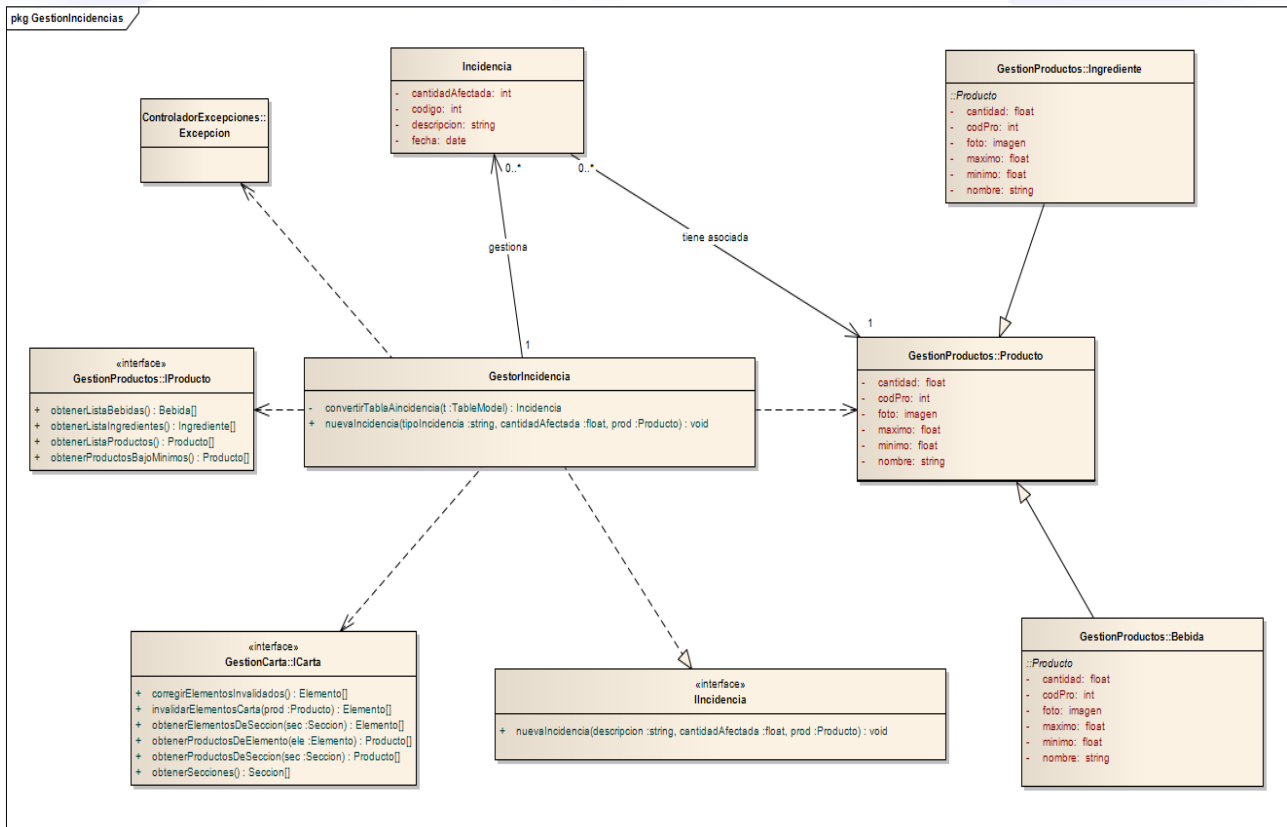 pkg GestionIncidencias
Incidencia
- cantidadAfectada: int
- codigo: int
- descripcion: string
- fecha: date
GestionProductos::Ingrediente
::Producto
- cantidad: float
- codPro: int
- foto: imagen
- maximo: float
- minimo: float
- nombre: string
ControladorExcepciones::
Excepcion
0..*
0..*
gestiona
tiene asociada
1
1
«interface»
GestionProductos::IProducto
+ obtenerListaBebidas() : Bebida[]
+ obtenerListaIngredientes() : Ingrediente[]
+ obtenerListaProductos() : Producto[]
+ obtenerProductosBajoMinimos() : Producto[]
GestorIncidencia
- convertirTablaAincidencia(t :TableModel) : Incidencia
+ nuevaIncidencia(tipoIncidencia :string, cantidadAfectada :float, prod :Producto) : void
GestionProductos::Producto
- cantidad: float
- codPro: int
- foto: imagen
- maximo: float
- minimo: float
- nombre: string
«interface»
GestionCarta::ICarta
+ corregirElementosInvalidados() : Elemento[]
+ invalidarElementosCarta(prod :Producto) : Elemento[]
+ obtenerElementosDeSeccion(sec :Seccion) : Elemento[]
+ obtenerProductosDeElemento(ele :Elemento) : Producto[]
+ obtenerProductosDeSeccion(sec :Seccion) : Producto[]
+ obtenerSecciones() : Seccion[]
«interface»
IIncidencia
+ nuevaIncidencia(descripcion :string, cantidadAfectada :float, prod :Producto) : void
GestionProductos::Bebida
::Producto
- cantidad: float
- codPro: int
- foto: imagen
- maximo: float
- minimo: float
- nombre: string